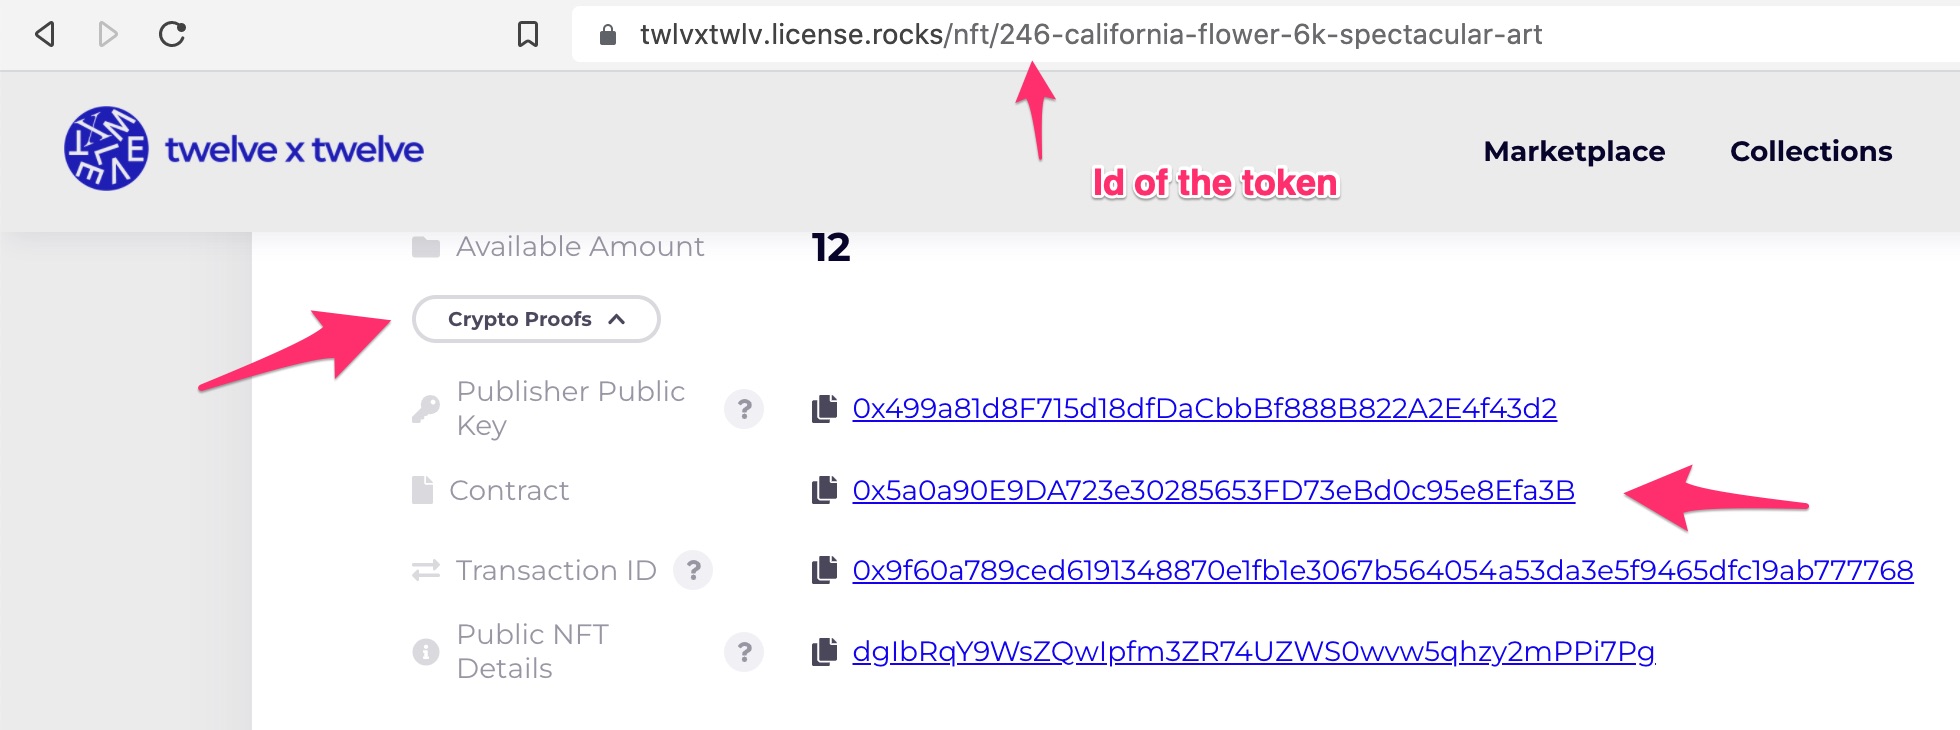 twlvxtwlv.license.rocks/nft/246-california-flower-6k-spectacular-art
twelve x twelve
Marketplace
Collections
Id of the token
Available Amount
12
Crypto Proofs
Publisher Public
Key
?
0x499a81d8F715d18dfDaCbbBf888B822A2E4f43d2
Contract
0x5a0a90E9DA723e30285653FD73eBd0c95e8Efa3B
Transaction ID
?
0x9f60a789ced6191348870e1fb1e3067b564054a53da3e5f9465dfc19ab777768
Public NFT
Details
?
dgIbRqY9WsZQwIpfm3ZR74UZWS0wvw5qhzy2mPPi7Pg